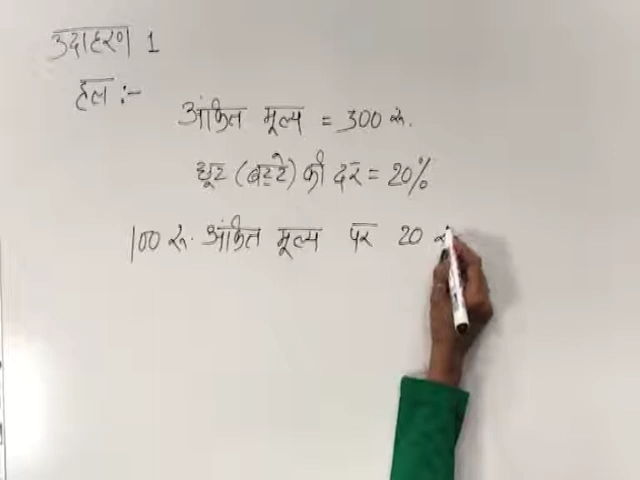 उदाहरण 1
हल :-
अंकित मूल्य = 300 रू.
छूट (बट्टे) की दर = 20%
100 रू. अंकित मूल्य पर 20